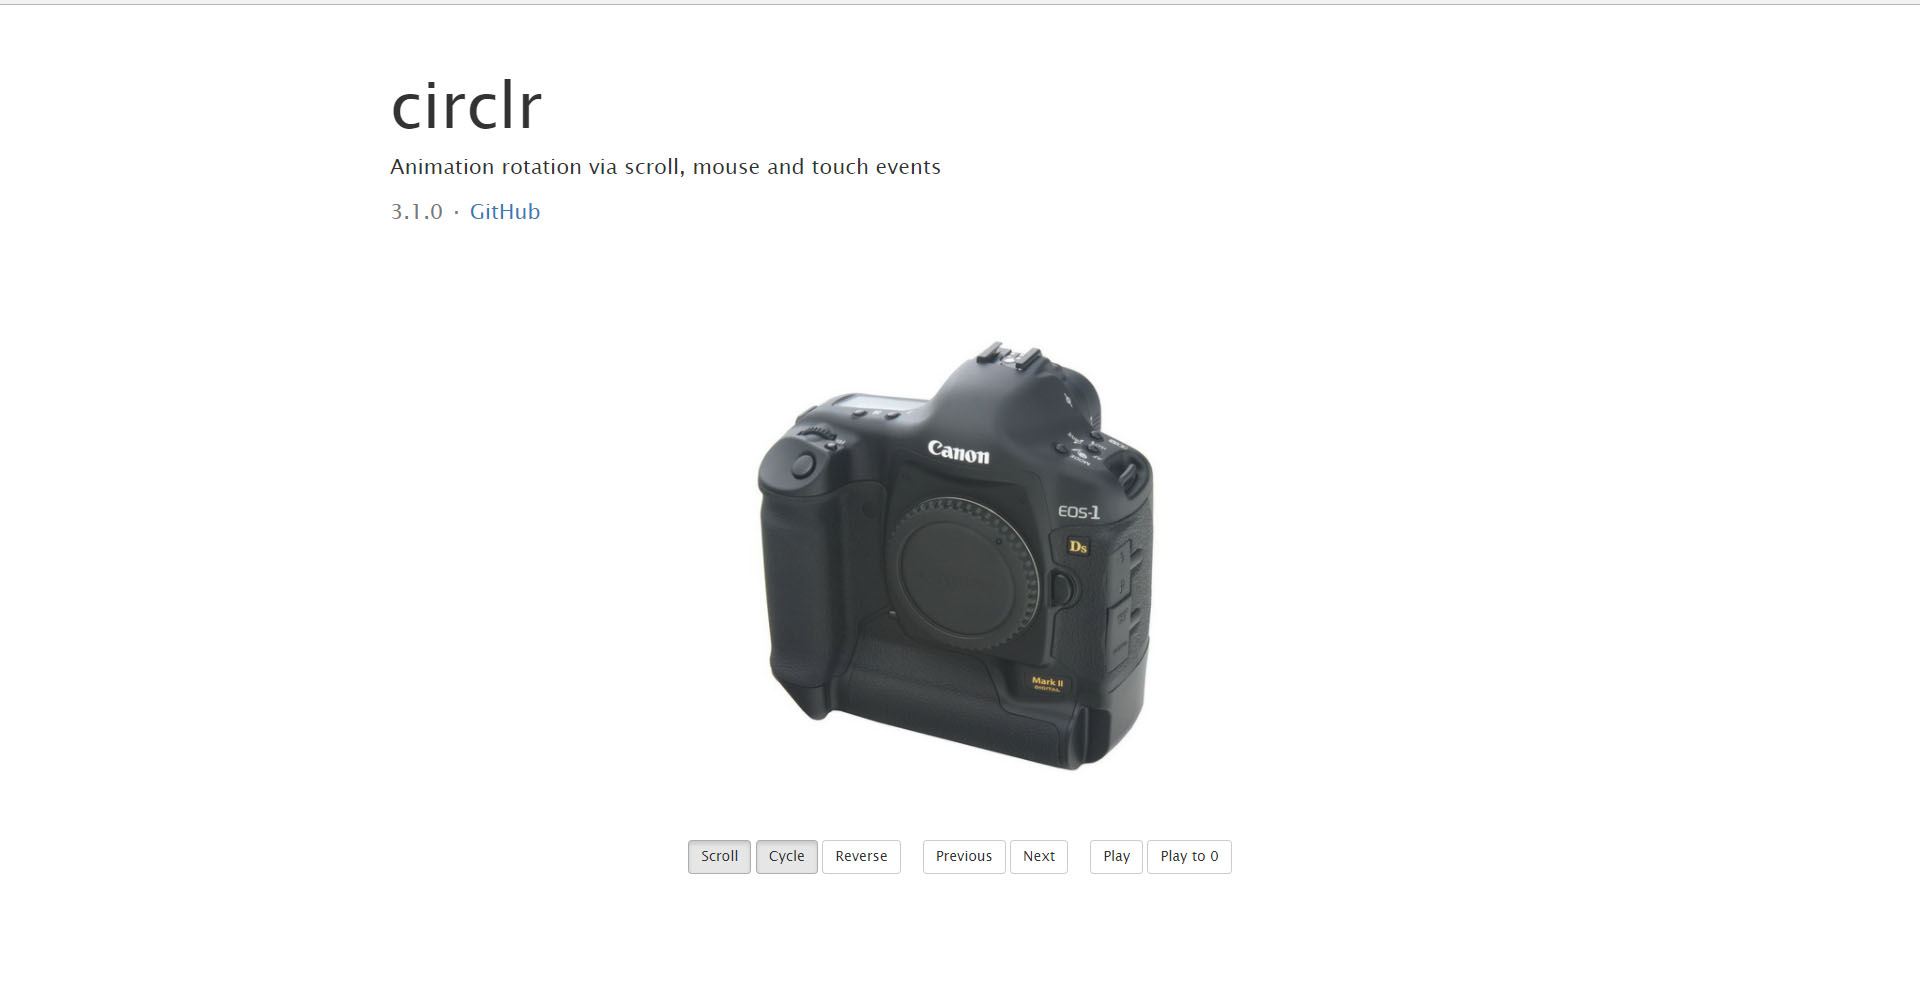 circlr
Animation rotation via scroll, mouse and touch events
3.1.0 · GitHub
Canon
EOS-1
Ds
Mark II
DIGITAL
Scroll Cycle Reverse Previous Next Play Play to 0